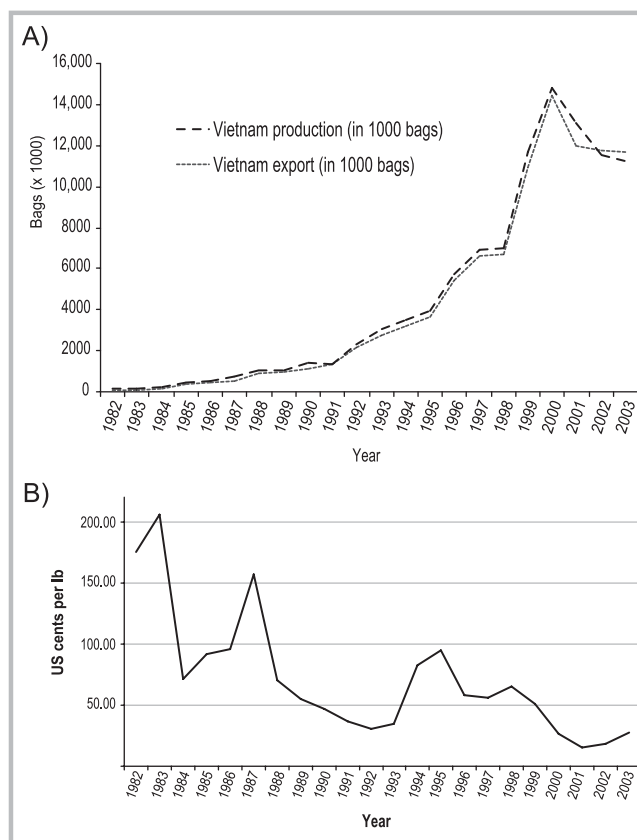 A)
16,000
14,000
12,000
10,000
8000
6000
4000
2000
0
Bags (x 1000)
Vietnam production (in 1000 bags)
Vietnam export (in 1000 bags)
1982 1983 1984 1985 1986 1987 1988 1989 1990 1991 1992 1993 1994 1995 1996 1997 1998 1999 2000 2001 2002 2003
Year
B)
200.00
150.00
100.00
50.00
US cents per lb
1982 1983 1984 1985 1986 1987 1988 1989 1990 1991 1992 1993 1994 1995 1996 1997 1998 1999 2000 2001 2002 2003
Year